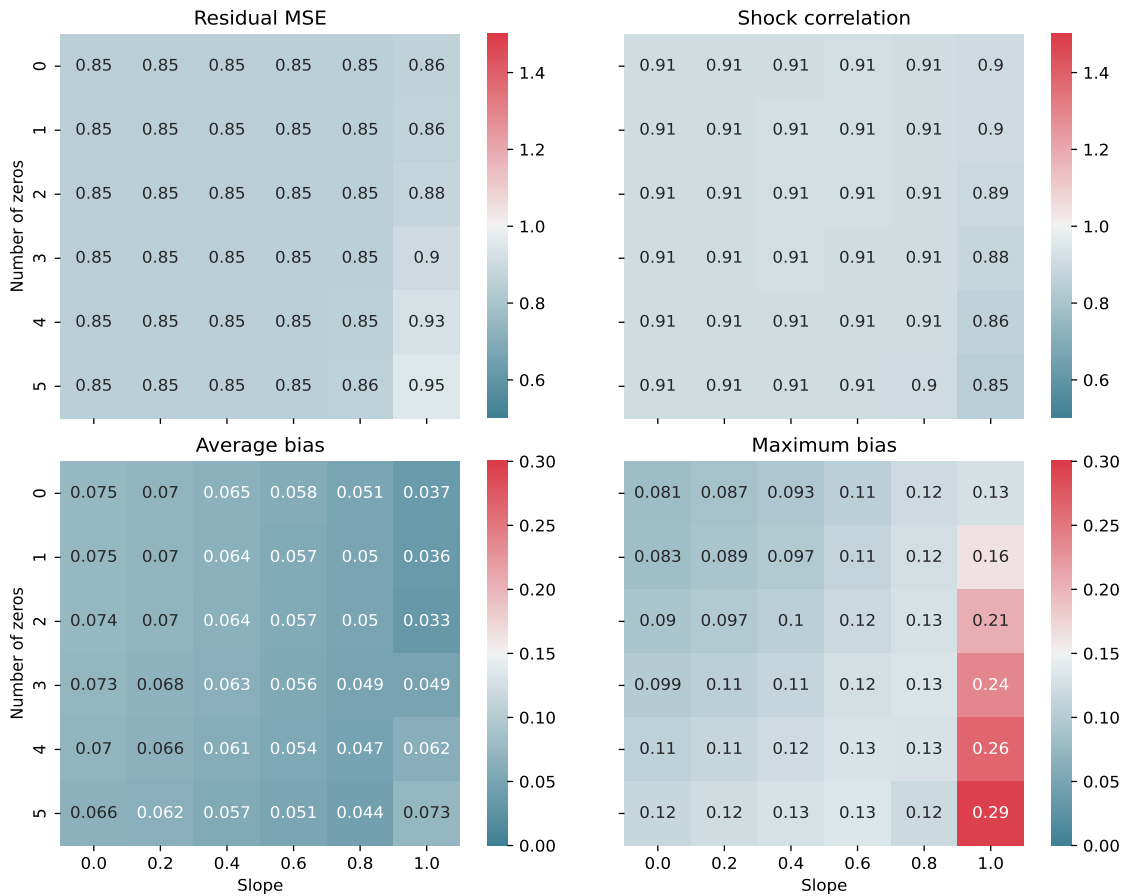 Residual MSE
Shock correlation
0 0.85 0.85 0.85 0.85 0.85 0.86
1 0.85 0.85 0.85 0.85 0.85 0.86
2 0.85 0.85 0.85 0.85 0.85 0.88
3 0.85 0.85 0.85 0.85 0.85 0.9
4 0.85 0.85 0.85 0.85 0.85 0.93
5 0.85 0.85 0.85 0.85 0.86 0.95
Number of zeros
1.4
1.2
1.0
0.8
0.6
0.91 0.91 0.91 0.91 0.91 0.9
0.91 0.91 0.91 0.91 0.91 0.9
0.91 0.91 0.91 0.91 0.91 0.89
0.91 0.91 0.91 0.91 0.91 0.88
0.91 0.91 0.91 0.91 0.91 0.86
0.91 0.91 0.91 0.91 0.9 0.85
1.4
1.2
1.0
0.8
0.6
Average bias
Maximum bias
0 0.075 0.07 0.065 0.058 0.051 0.037
1 0.075 0.07 0.064 0.057 0.05 0.036
2 0.074 0.07 0.064 0.057 0.05 0.033
3 0.073 0.068 0.063 0.056 0.049 0.049
4 0.07 0.066 0.061 0.054 0.047 0.062
5 0.066 0.062 0.057 0.051 0.044 0.073
Number of zeros
0.0 0.2 0.4 0.6 0.8 1.0
Slope
0.30
0.25
0.20
0.15
0.10
0.05
0.00
0.081 0.087 0.093 0.11 0.12 0.13
0.083 0.089 0.097 0.11 0.12 0.16
0.09 0.097 0.1 0.12 0.13 0.21
0.099 0.11 0.11 0.12 0.13 0.24
0.11 0.11 0.12 0.13 0.13 0.26
0.12 0.12 0.13 0.13 0.12 0.29
0.0 0.2 0.4 0.6 0.8 1.0
Slope
0.30
0.25
0.20
0.15
0.10
0.05
0.00